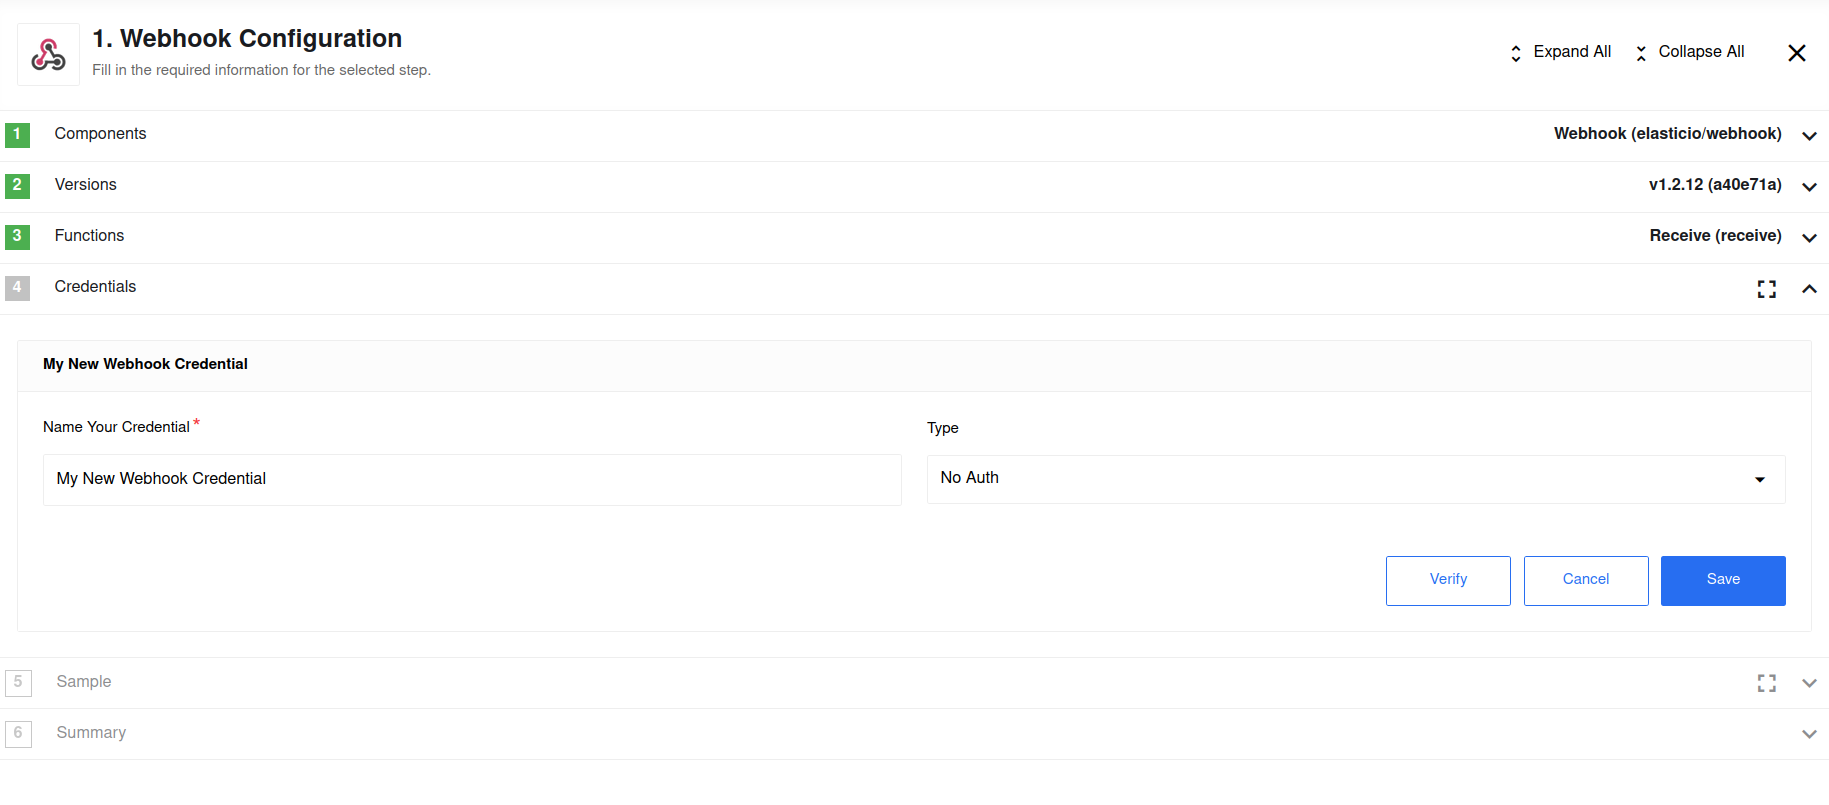 1. Webhook Configuration
Fill in the required information for the selected step.
Expand All
Collapse All
1 Components Webhook (elasticio/webhook)
2 Versions v1.2.12 (a40e71a)
3 Functions Receive (receive)
4 Credentials
My New Webhook Credential
Name Your Credential *
Type
My New Webhook Credential
No Auth
Verify
Cancel
Save
5 Sample
6 Summary